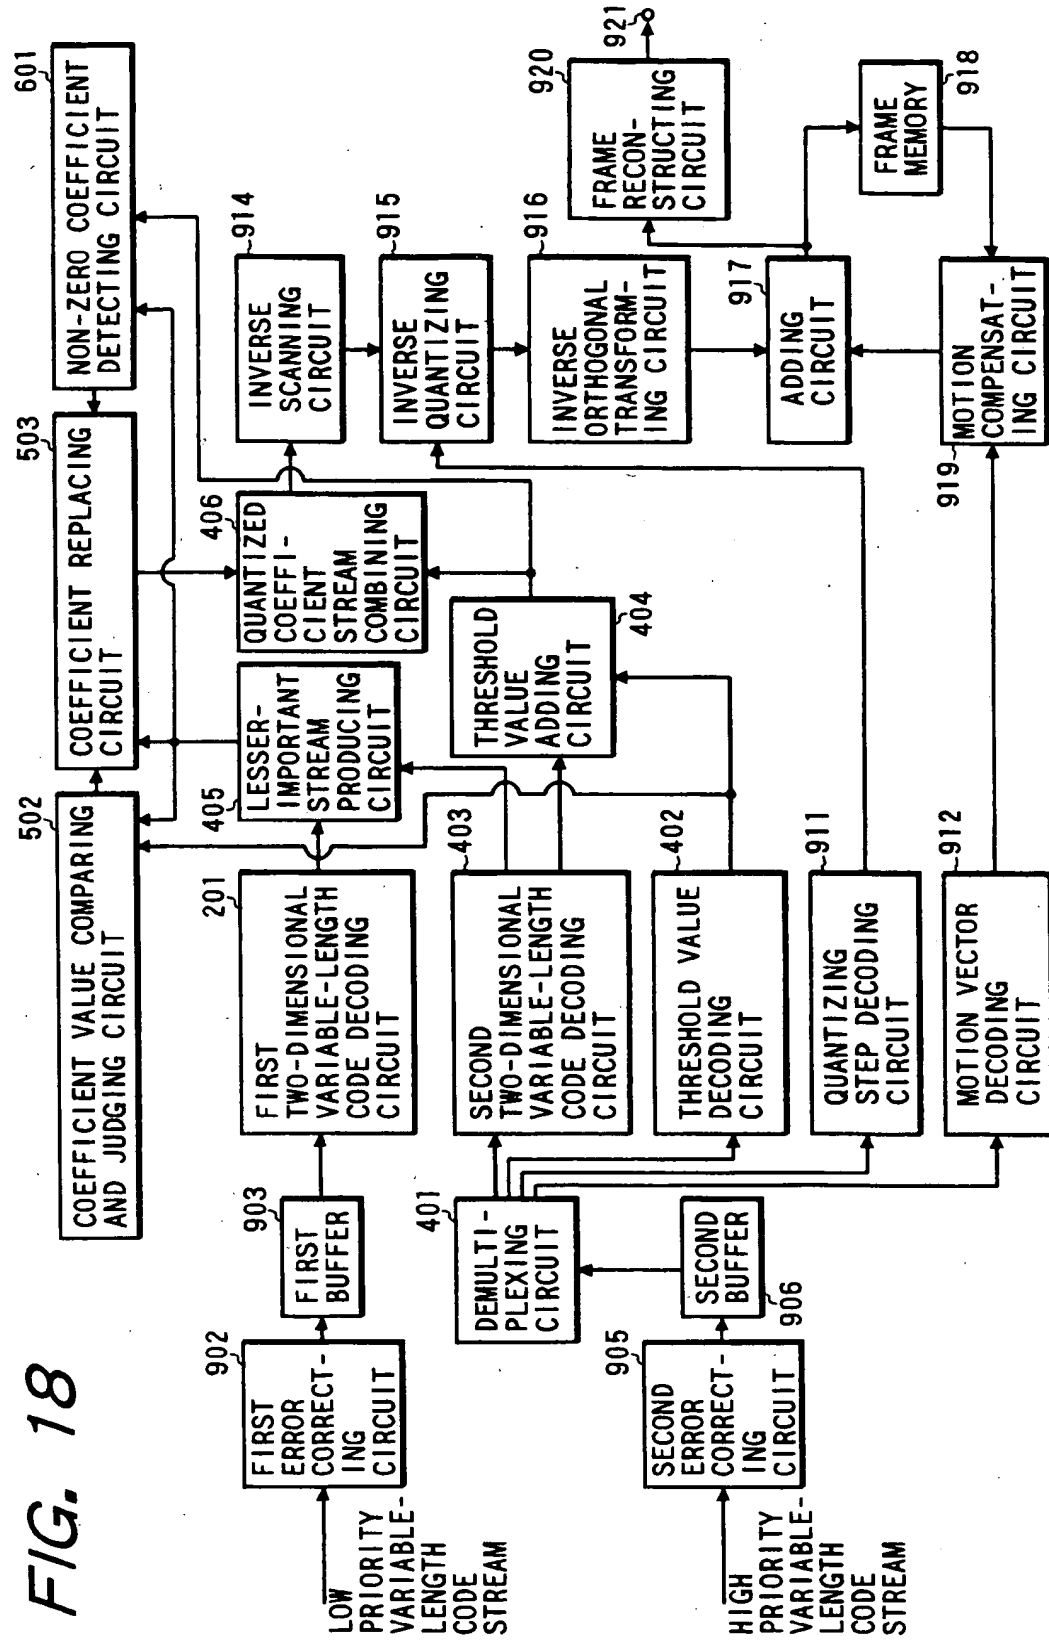 FIG. 18
COEFFICIENT VALUE COMPARING
AND JUDGING CIRCUIT
502
COEFFICIENT REPLACING
CIRCUIT
503
NON-ZERO COEFFICIENT
DETECTING CIRCUIT
601
LOW
PRIORITY
VARIABLE-
LENGTH
CODE
STREAM
902
FIRST
ERROR
CORRECT-
ING
CIRCUIT
903
FIRST
BUFFER
201
FIRST
TWO-DIMENSIONAL
VARIABLE-LENGTH
CODE DECODING
CIRCUIT
405
LESSER-
IMPORTANT
STREAM
PRODUCING
CIRCUIT
406
QUANTIZED
COEFFI-
CIENT
STREAM
COMBINING
CIRCUIT
914
INVERSE
SCANNING
CIRCUIT
915
INVERSE
QUANTIZING
CIRCUIT
916
INVERSE
ORTHOGONAL
TRANSFORM-
ING CIRCUIT
917
ADDING
CIRCUIT
920
FRAME
RECON-
STRUCTING
CIRCUIT
921
FRAME
MEMORY
918
919
MOTION
COMPENSAT-
ING CIRCUIT
401
DEMULTI-
PLEXING
CIRCUIT
403
SECOND
TWO-DIMENSIONAL
VARIABLE-LENGTH
CODE DECODING
CIRCUIT
THRESHOLD
VALUE
ADDING
CIRCUIT
404
402
THRESHOLD VALUE
DECODING
CIRCUIT
911
QUANTIZING
STEP DECODING
CIRCUIT
912
MOTION VECTOR
DECODING
CIRCUIT
HIGH
PRIORITY
VARIABLE-
LENGTH
CODE
STREAM
905
SECOND
ERROR
CORRECT-
ING
CIRCUIT
SECOND
BUFFER
906